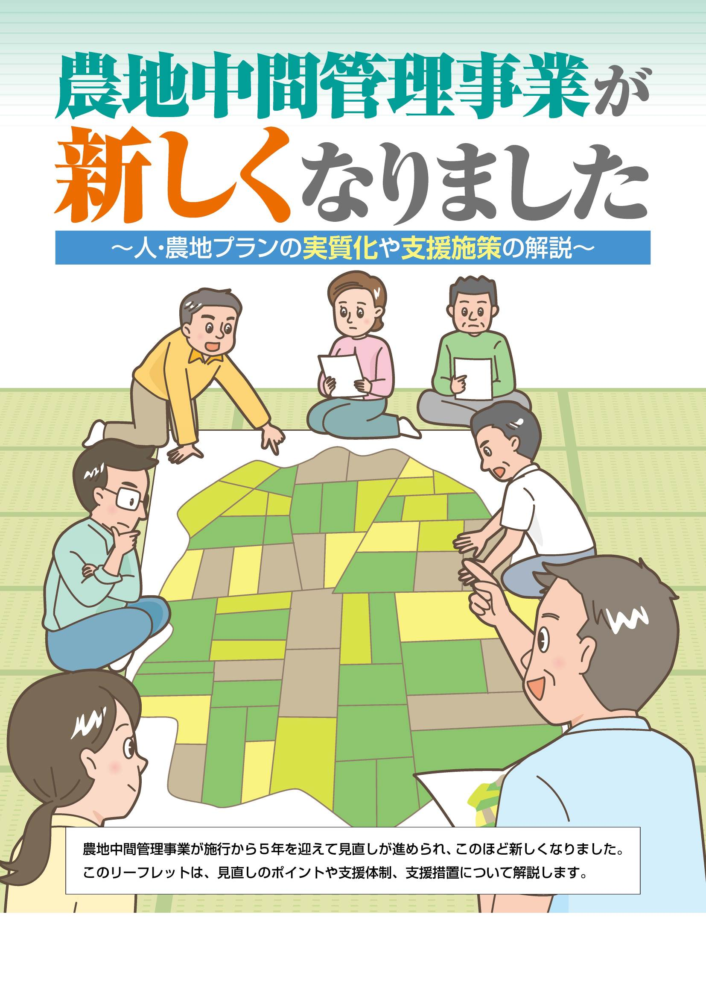 農地中間管理事業が
新しくなりました
～人・農地プランの実質化や支援施策の解説～
農地中間管理事業が施行から５年を迎えて見直しが進められ、このほど新しくなりました。
このリーフレットは、見直しのポイントや支援体制、支援措置について解説します。